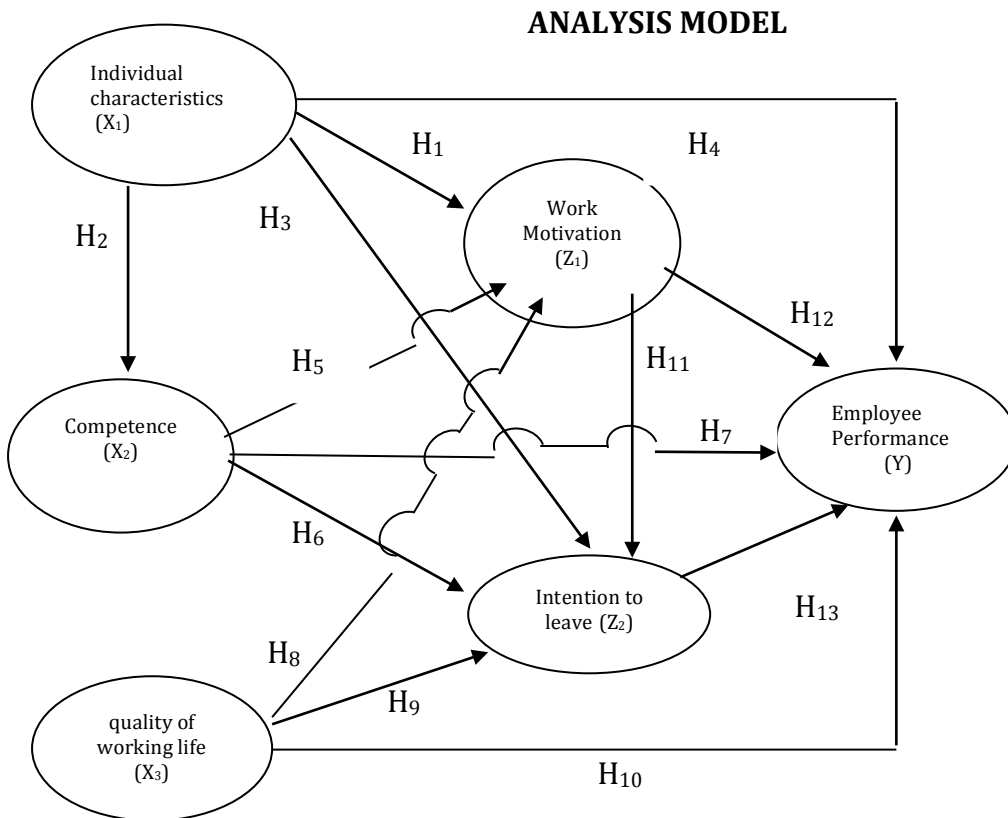 ANALYSIS MODEL
Individual
characteristics
(X₁)
H₁
H₄
H₂
H₃
Work
Motivation
(Z₁)
H₁₂
H₅
H₁₁
Competence
(X₂)
H₇
Employee
Performance
(Y)
H₆
Intention to
leave (Z₂)
H₁₃
H₈
H₉
quality of
working life
(X₃)
H₁₀